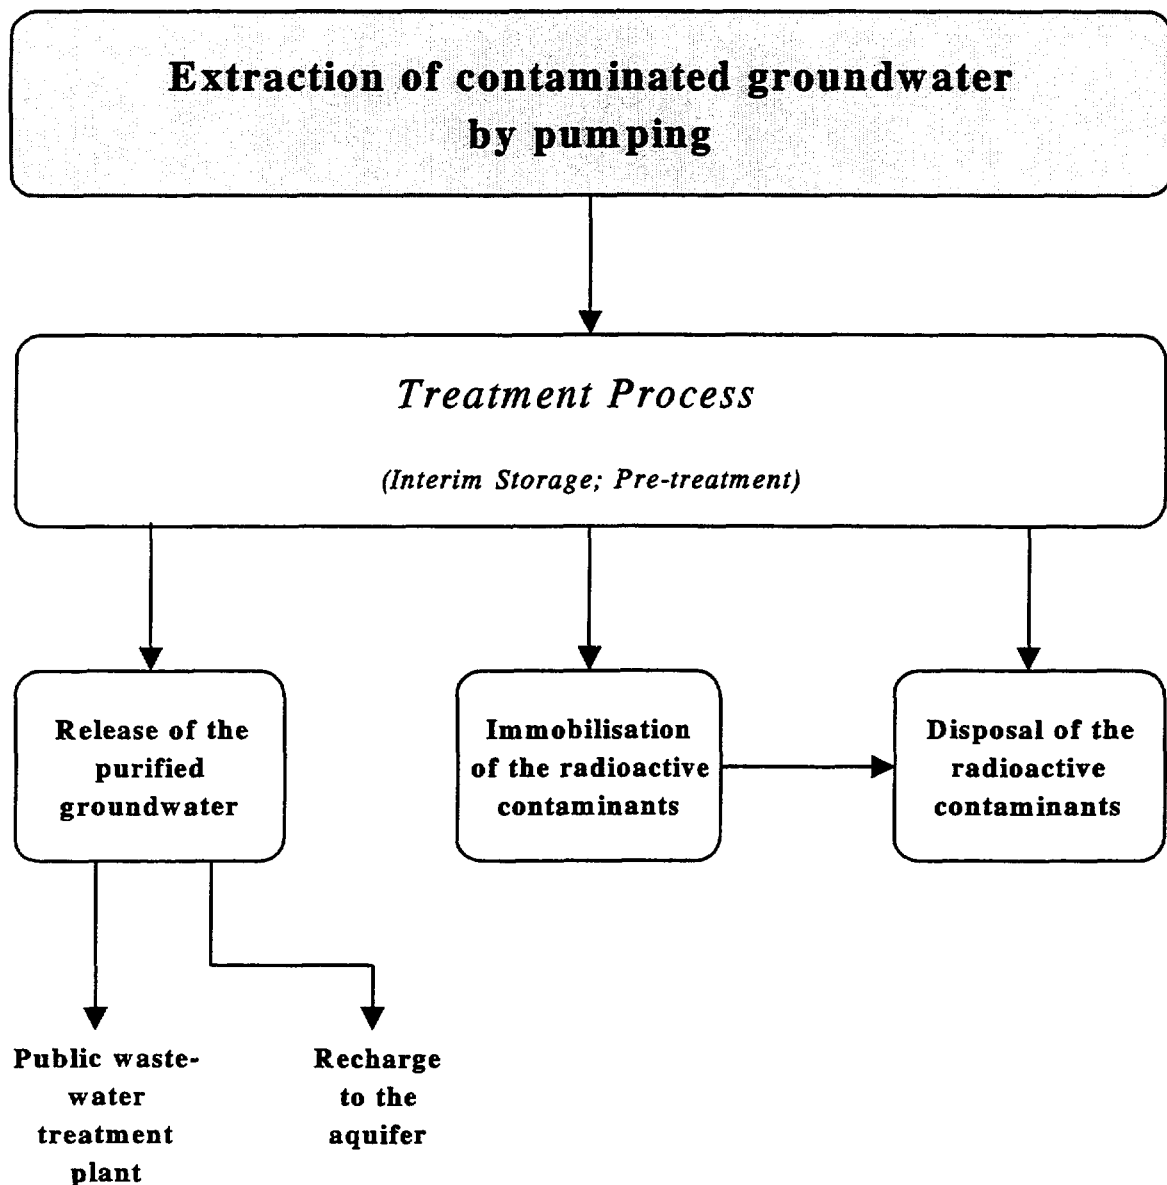 Extraction of contaminated groundwater
by pumping
Treatment Process
(Interim Storage; Pre-treatment)
Release of the
purified
groundwater
Immobilisation
of the radioactive
contaminants
Disposal of the
radioactive
contaminants
Public waste-
water
treatment
plant
Recharge
to the
aquifer